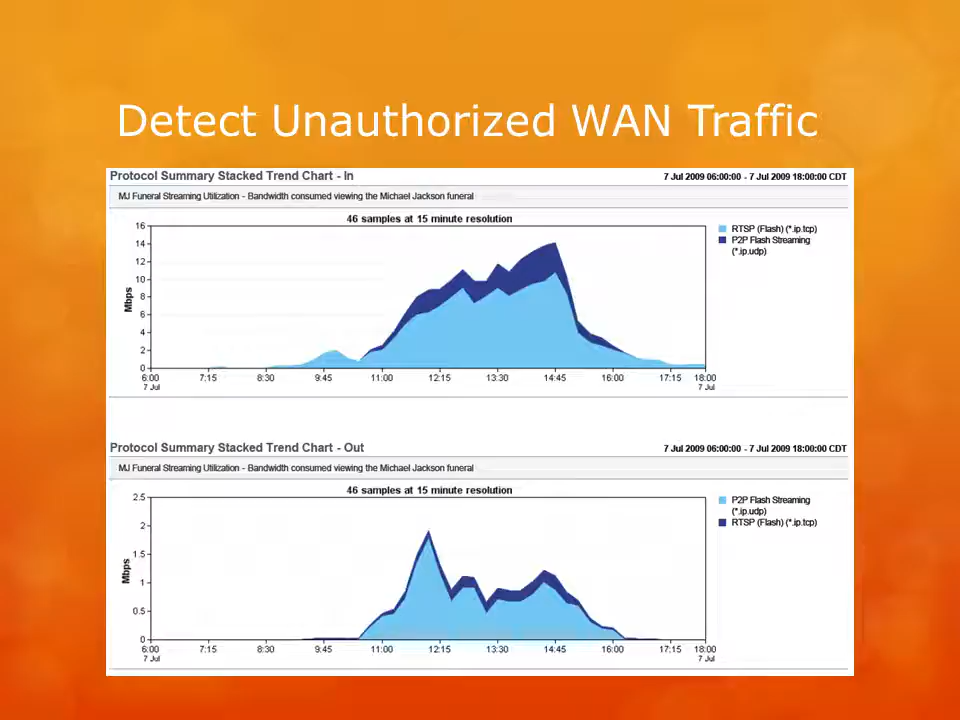 Detect Unauthorized WAN Traffic
Protocol Summary Stacked Trend Chart - In
7 Jul 2009 06:00:00 - 7 Jul 2009 18:00:00 CDT
MJ Funeral Streaming Utilization - Bandwidth consumed viewing the Michael Jackson funeral
46 samples at 15 minute resolution
16
14
12
10
8
6
4
2
0
Mbps
6:00 7:15 8:30 9:45 11:00 12:15 13:30 14:45 16:00 17:15 18:00
7 Jul 7 Jul
RTSP (Flash) (*.ip.tcp)
P2P Flash Streaming
(*.ip.udp)
Protocol Summary Stacked Trend Chart - Out
7 Jul 2009 06:00:00 - 7 Jul 2009 18:00:00 CDT
MJ Funeral Streaming Utilization - Bandwidth consumed viewing the Michael Jackson funeral
46 samples at 15 minute resolution
2.5
2
1.5
1
0.5
0
Mbps
6:00 7:15 8:30 9:45 11:00 12:15 13:30 14:45 16:00 17:15 18:00
7 Jul 7 Jul
P2P Flash Streaming
(*.ip.udp)
RTSP (Flash) (*.ip.tcp)